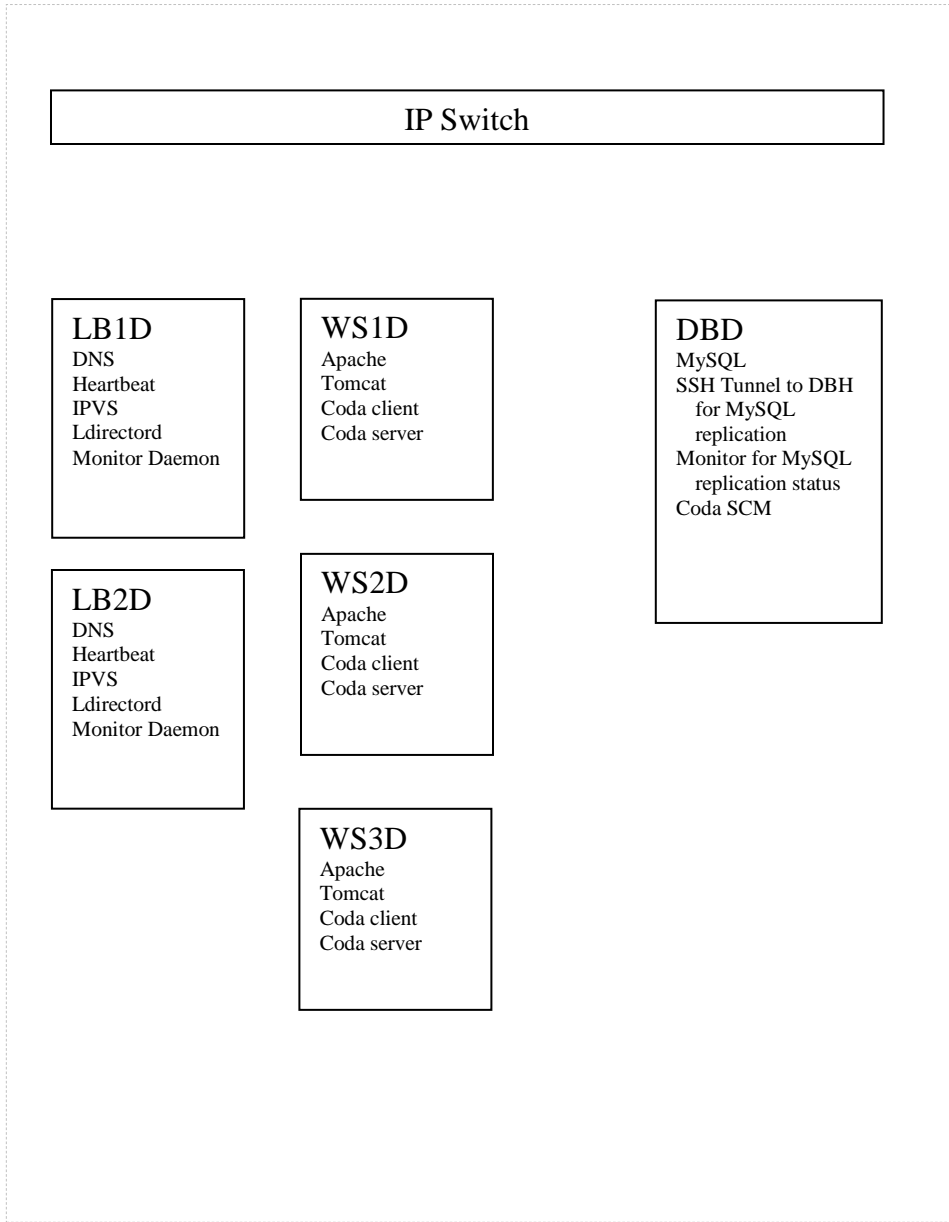 IP Switch
LB1D
DNS
Heartbeat
IPVS
Ldirectord
Monitor Daemon
LB2D
DNS
Heartbeat
IPVS
Ldirectord
Monitor Daemon
WS1D
Apache
Tomcat
Coda client
Coda server
WS2D
Apache
Tomcat
Coda client
Coda server
WS3D
Apache
Tomcat
Coda client
Coda server
DBD
MySQL
SSH Tunnel to DBH
for MySQL
replication
Monitor for MySQL
replication status
Coda SCM